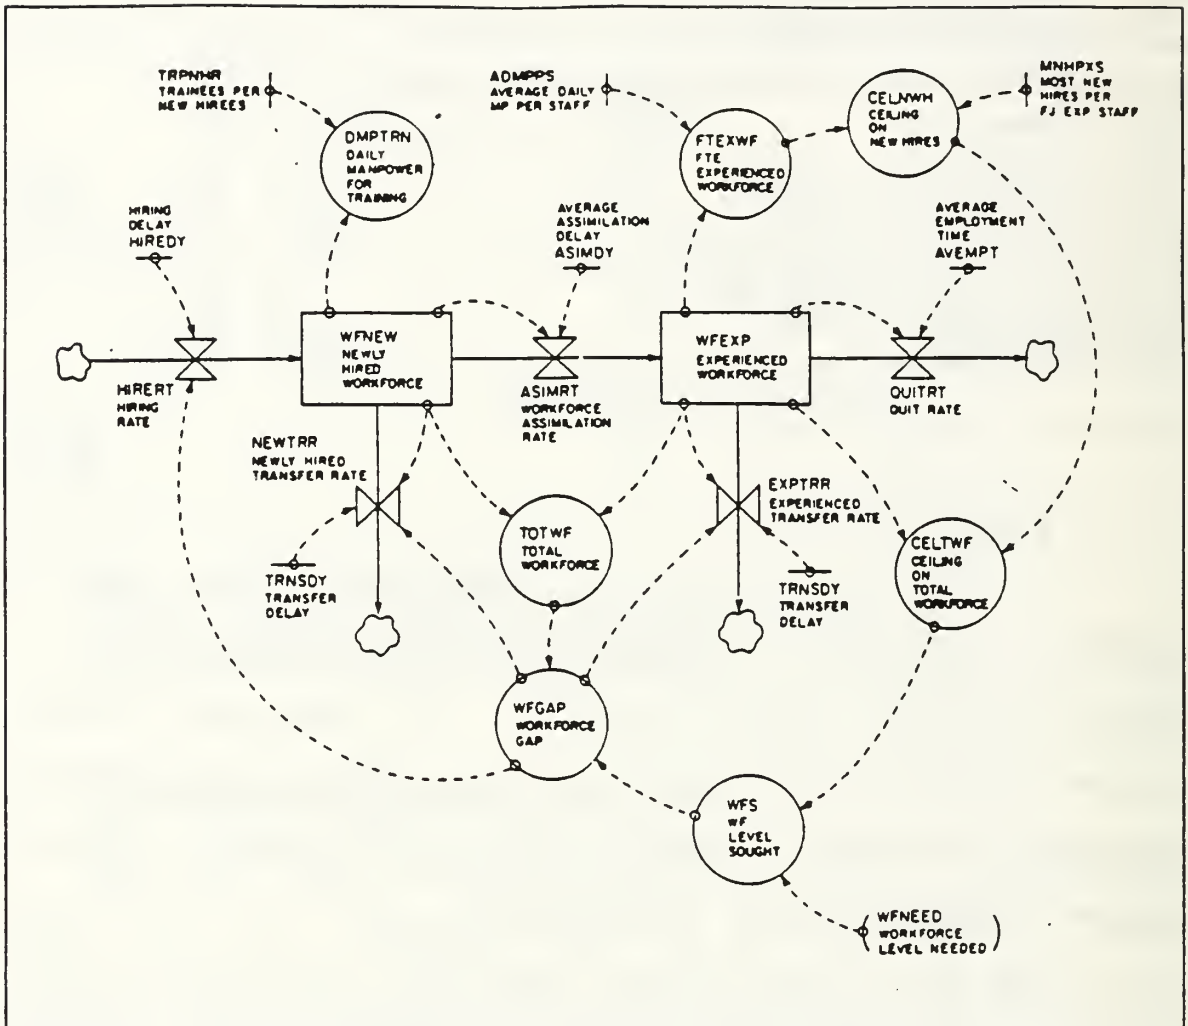 TRPNHR
TRAINEES PER
NEW HIREES
ADMPPS
AVERAGE DAILY
MP PER STAFF
MNHPXS
MOST NEW
HIRES PER
FJ EXP STAFF
DMPTRN
DAILY
MANPOWER
FOR
TRAINING
FTEXWF
FTE
EXPERIENCED
WORKFORCE
CELNWH
CEILING
ON
NEW HIRES
HIRING
DELAY
HIREDY
AVERAGE
ASSIMILATION
DELAY
ASIMDY
AVERAGE
EMPLOYMENT
TIME
AVEMPT
WFNEW
NEWLY
HIRED
WORKFORCE
WFEXP
EXPERIENCED
WORKFORCE
HIRERT
HIRING
RATE
ASIMRT
WORKFORCE
ASSIMILATION
RATE
QUITRT
QUIT RATE
NEWTRR
NEWLY HIRED
TRANSFER RATE
EXPTRR
EXPERIENCED
TRANSFER RATE
TOTWF
TOTAL
WORKFORCE
CELTWF
CEILING
ON
TOTAL
WORKFORCE
TRNSDY
TRANSFER
DELAY
TRNSDY
TRANSFER
DELAY
WFGAP
WORKFORCE
GAP
WFS
WF
LEVEL
SOUGHT
(WFNEED
WORKFORCE
LEVEL NEEDED)